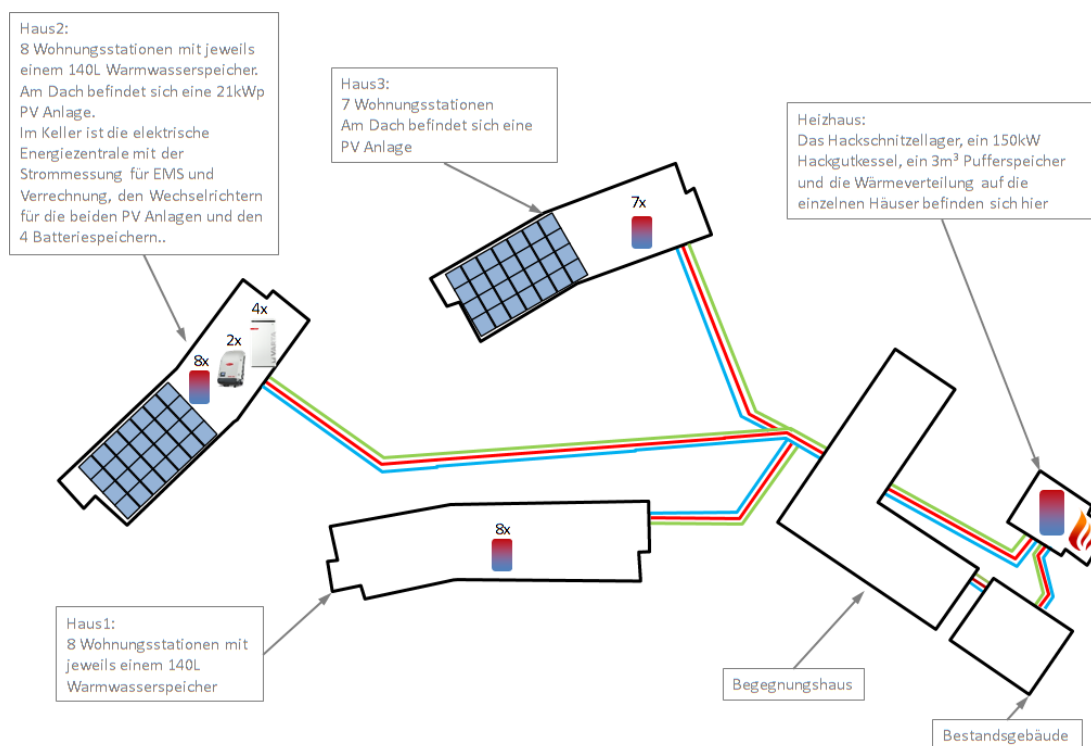 Haus2:
8 Wohnungsstationen mit jeweils
einem 140L Warmwasserspeicher.
Am Dach befindet sich eine 21kWp
PV Anlage.
Im Keller ist die elektrische
Energiezentrale mit der
Strommessung für EMS und
Verrechnung, den Wechselrichtern
für die beiden PV Anlagen und den
4 Batteriespeichern..
Haus3:
7 Wohnungsstationen
Am Dach befindet sich eine
PV Anlage
Heizhaus:
Das Hackschnitzellager, ein 150kW
Hackgutkessel, ein 3m³ Pufferspeicher
und die Wärmeverteilung auf die
einzelnen Häuser befinden sich hier
7x
4x
2x
8x
8x
Haus1:
8 Wohnungsstationen mit
jeweils einem 140L
Warmwasserspeicher
Begegnungshaus
Bestandsgebäude